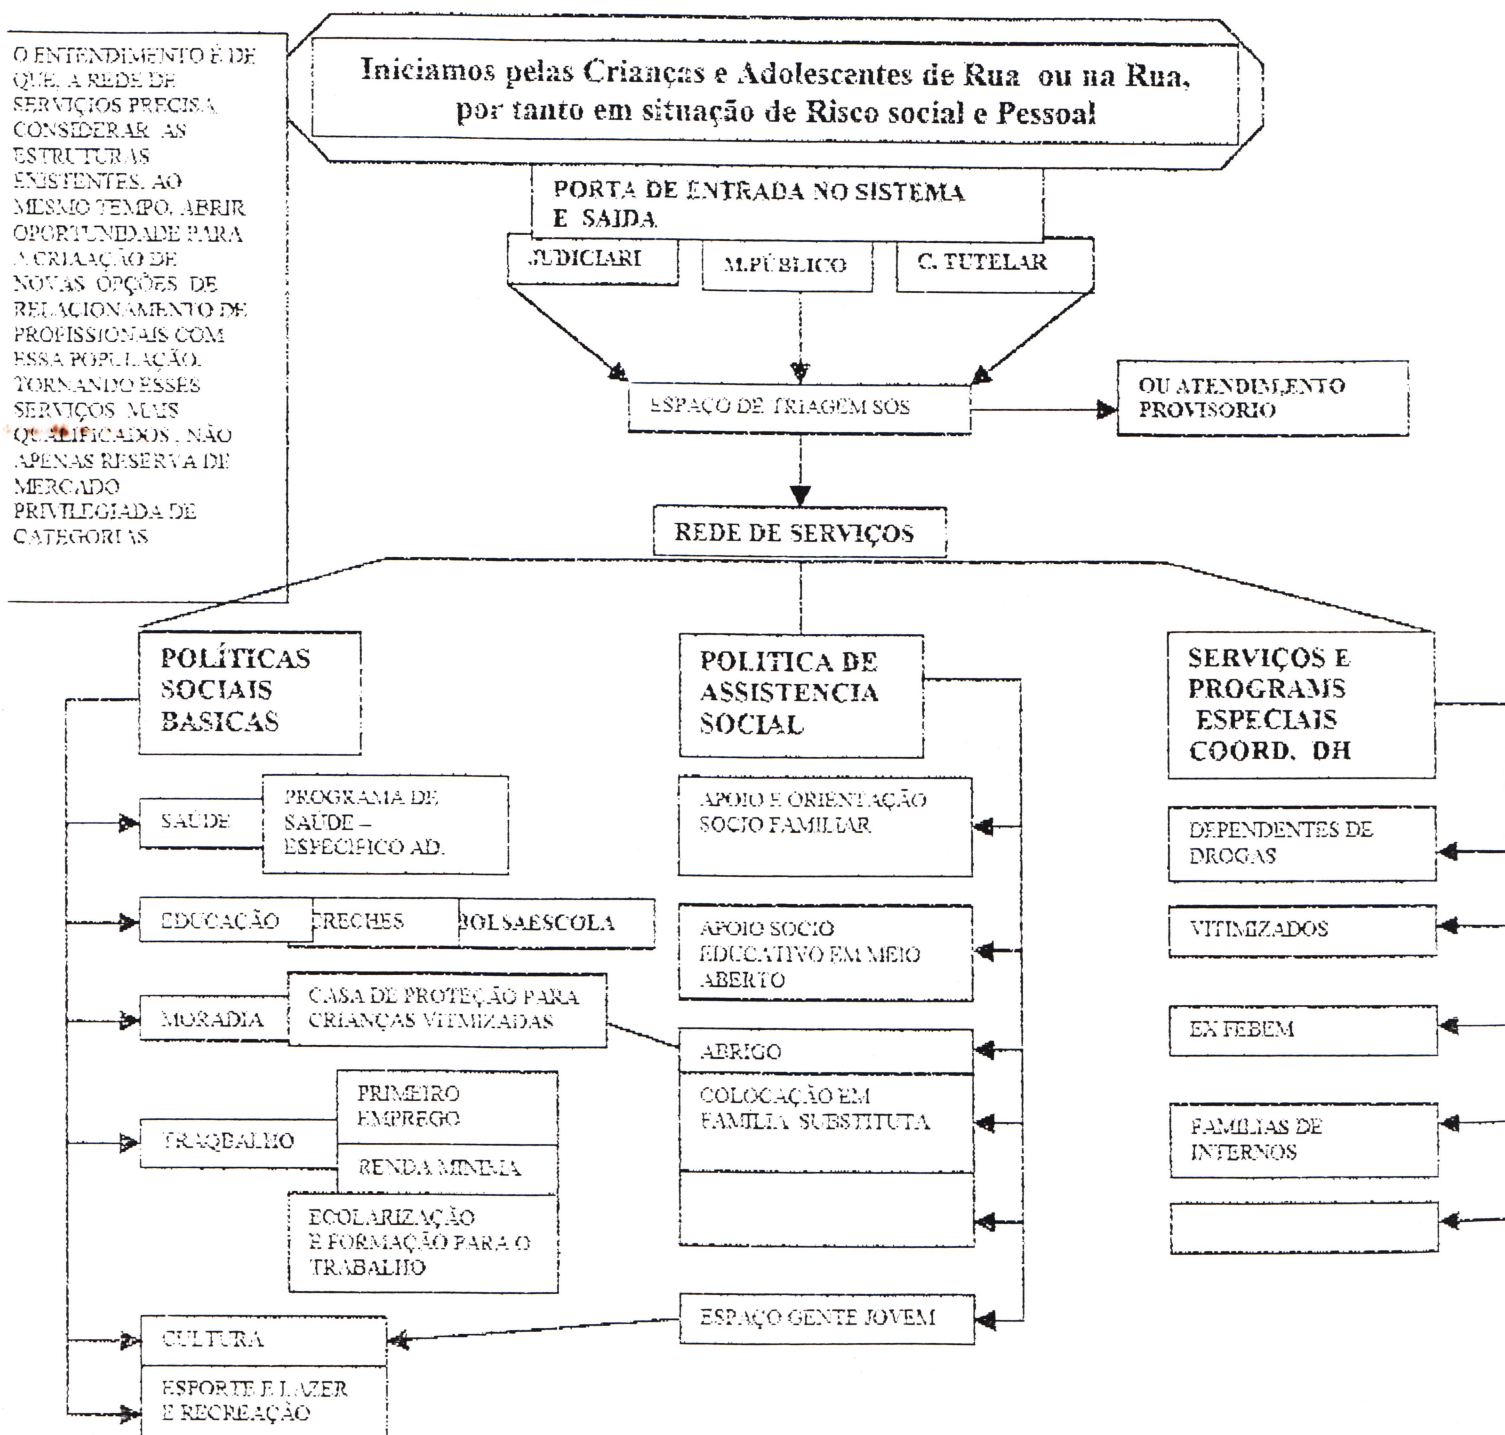 O ENTENDIMENTO É DE
QUE, A REDE DE
SERVIÇIOS PRECISA
CONSIDERAR AS
ESTRUTURAS
EXISTENTES, AO
MESMO TEMPO, ABRIR
OPORTUNIDADE PARA
A CRIAAÇÃO DE
NOVAS OPÇÕES DE
RELACIONAMENTO DE
PROFISSIONAIS COM
ESSA POPULAÇÃO,
TORNANDO ESSES
SERVIÇOS MAIS
QUALIFICADOS, NÃO
APENAS RESERVA DE
MERCADO
PRIVILEGIADA DE
CATEGORIAS
Iniciamos pelas Crianças e Adolescentes de Rua ou na Rua,
por tanto em situação de Risco social e Pessoal
PORTA DE ENTRADA NO SISTEMA
E SAIDA
JUDICIARI
M.PÚBLICO
C. TUTELAR
ESPAÇO DE TRIAGEM SOS
OU ATENDIMENTO
PROVISORIO
REDE DE SERVIÇOS
POLÍTICAS
SOCIAIS
BASICAS
SAÚDE
PROGRAMA DE
SAÚDE –
ESPECIFICO AD.
EDUCAÇÃO
CRECHES
BOLSAESCOLA
MORADIA
CASA DE PROTEÇÃO PARA
CRIANÇAS VITMIZADAS
TRAQBALHO
PRIMEIRO
EMPREGO
RENDA MINIMA
ECOLARIZAÇÃO
E FORMAÇÃO PARA O
TRABALHO
CULTURA
ESPORTE E LAZER
E RECREAÇÃO
POLITICA DE
ASSISTENCIA
SOCIAL
APOIO E ORIENTAÇÃO
SOCIO FAMILIAR
APOIO SOCIO
EDUCATIVO EM MEIO
ABERTO
ABRIGO
COLOCAÇÃO EM
FAMÍLIA SUBSTITUTA
ESPAÇO GENTE JOVEM
SERVIÇOS E
PROGRAMS
ESPECIAIS
COORD. DH
DEPENDENTES DE
DROGAS
VITIMIZADOS
EX FEBEM
FAMILIAS DE
INTERNOS